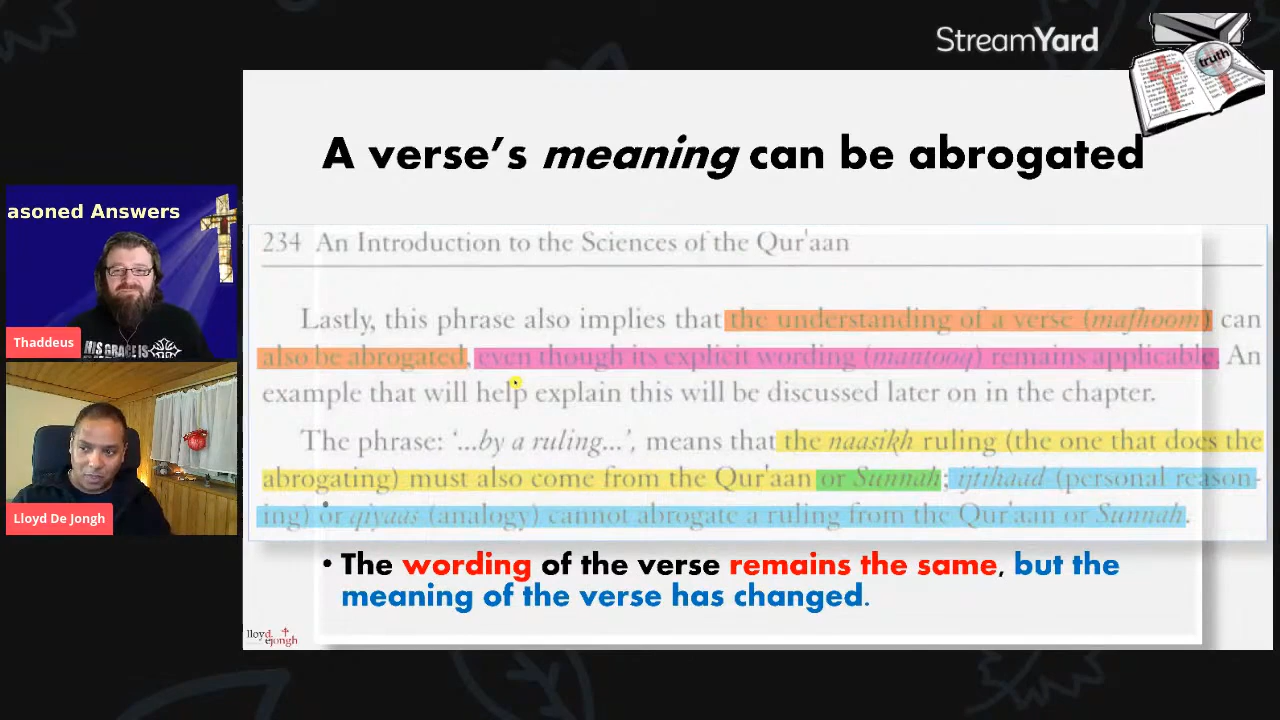 StreamYard
truth
A verse's meaning can be abrogated
asoned Answers
Thaddeus
HIS GRACE IS
Lloyd De Jongh
234 An Introduction to the Sciences of the Qur'aan
Lastly, this phrase also implies that the understanding of a verse (mafhoom) can
also be abrogated, even though its explicit wording (mantooq) remains applicable. An
example that will help explain this will be discussed later on in the chapter.
The phrase: '...by a ruling...', means that the naasikh ruling (the one that does the
abrogating) must also come from the Qur'aan or Sunnah; ijtihaad (personal reason-
ing) or qiyaas (analogy) cannot abrogate a ruling from the Qur'aan or Sunnah.
• The wording of the verse remains the same, but the
meaning of the verse has changed.
lloyd
dejongh